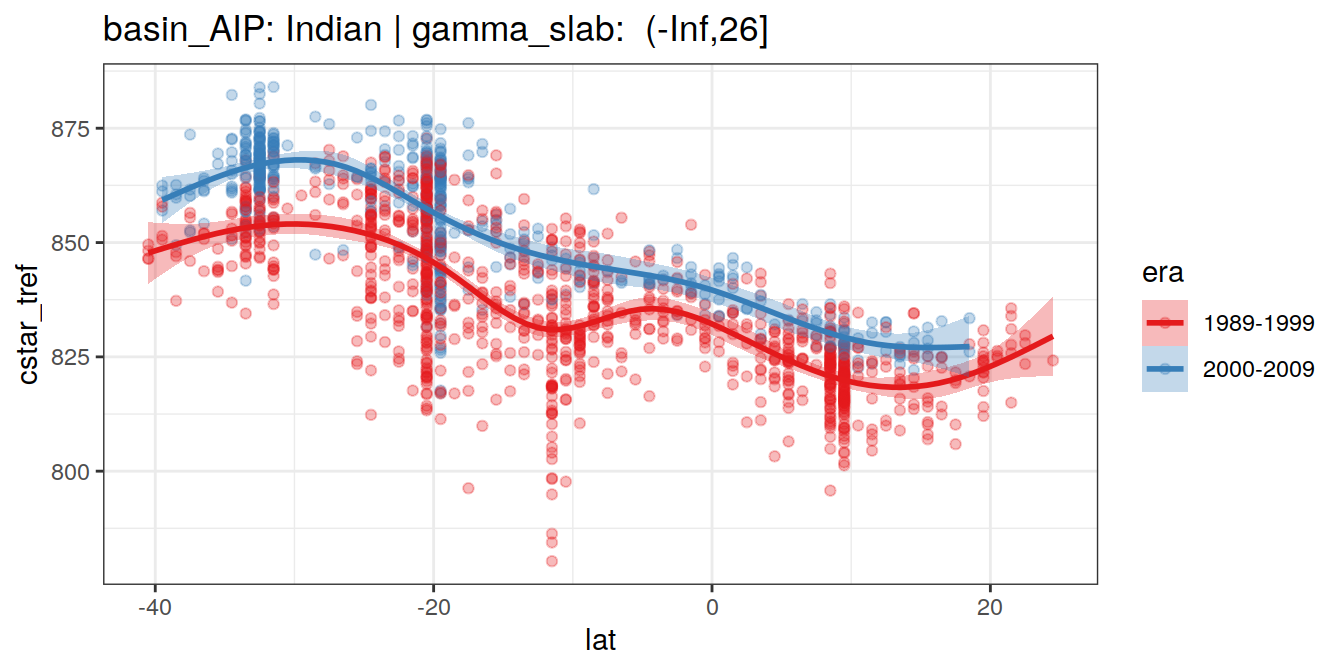 basin_AIP: Indian | gamma_slab:  (-Inf,26]
cstar_tref
875
850
825
800
-40
-20
0
20
lat
era
1989-1999
2000-2009